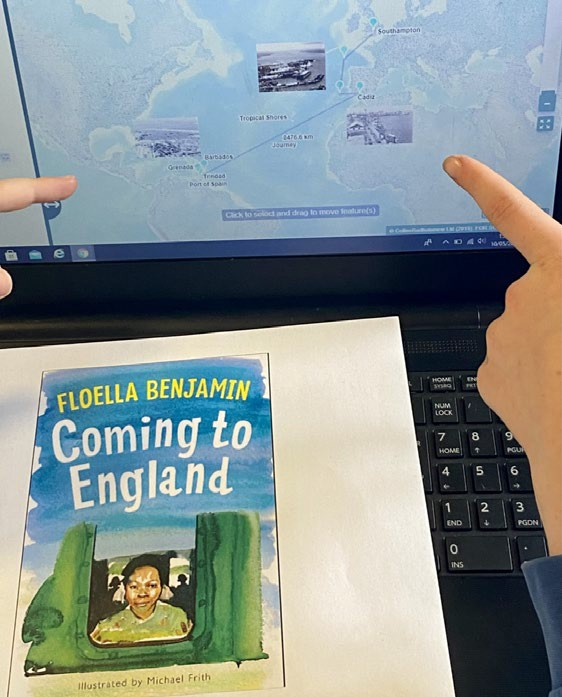 Southampton
Cadiz
Tropical Shores
6476.6 km
Journey
Barbados
Grenada
Trinidad
Port of Spain
Click to select and drag to move feature(s)
FLOELLA BENJAMIN
Coming to
England
Illustrated by Michael Frith
HOME
SYSRQ
NUM
LOCK
/
7
8
9
HOME
↑
4
5
6
←
→
1
2
3
END
↓
PGDN
0
.
INS